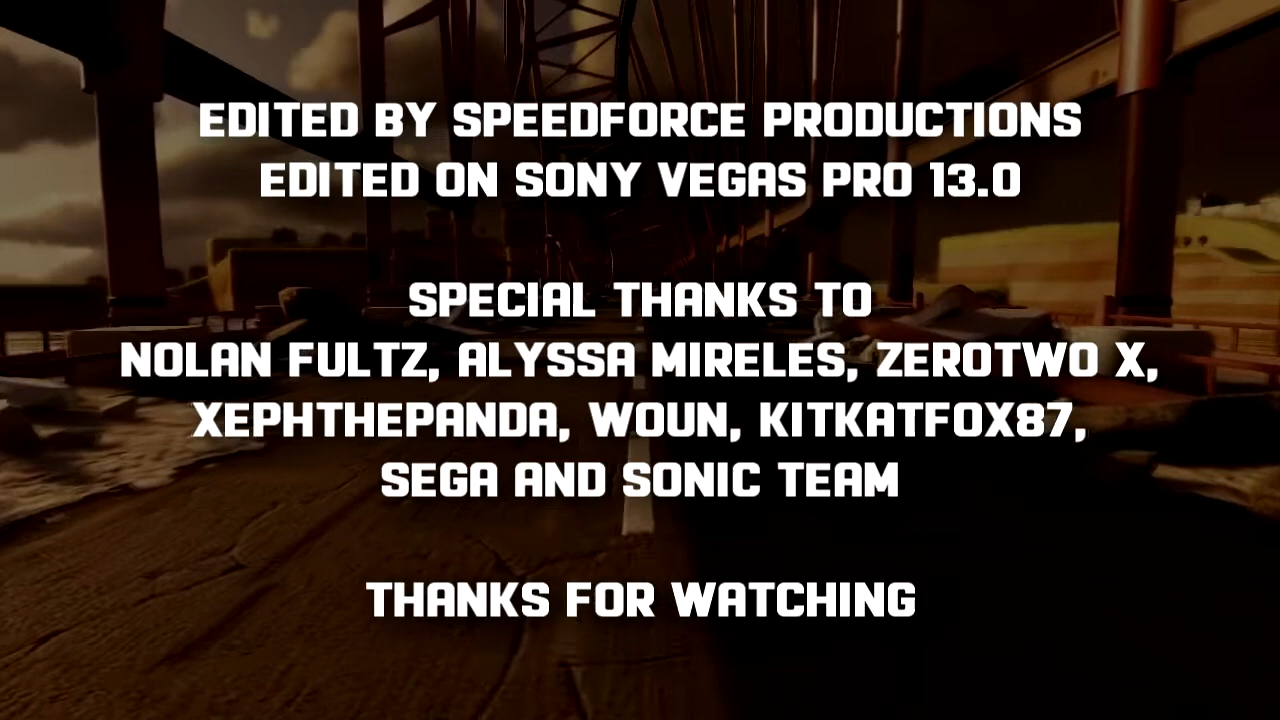 EDITED BY SPEEDFORCE PRODUCTIONS
EDITED ON SONY VEGAS PRO 13.0
SPECIAL THANKS TO
NOLAN FULTZ, ALYSSA MIRELES, ZEROTWO X,
XEPHTHEPANDA, WOUN, KITKATFOX87,
SEGA AND SONIC TEAM
THANKS FOR WATCHING